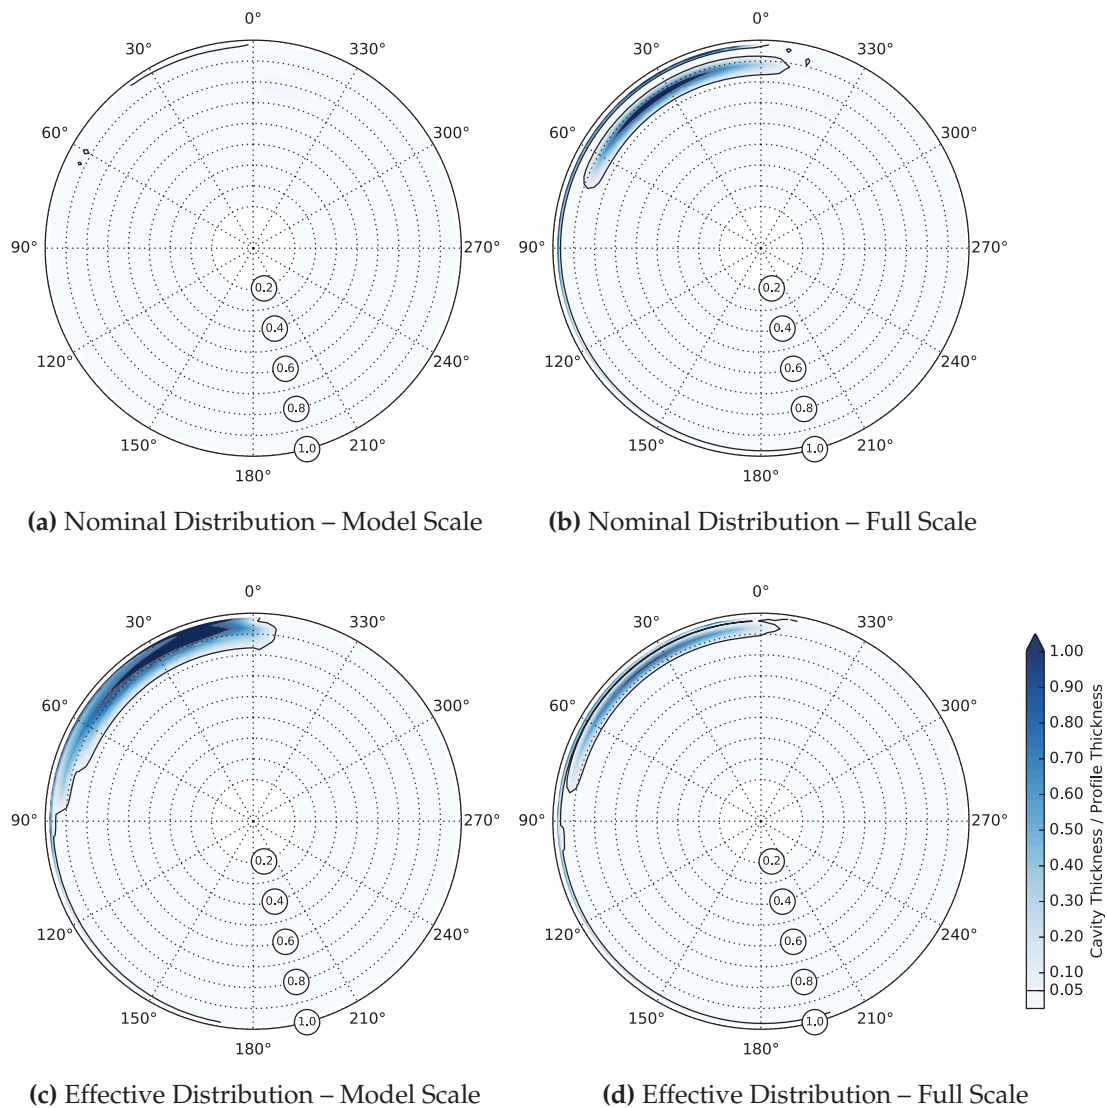 0° 0°
30° 330° 30° 330°
60° 300° 60° 300°
90° 270° 90° 270°
0.2 0.2
0.4 0.4
120° 0.6 240° 120° 0.6 240°
0.8 0.8
150° 1.0 210° 150° 1.0 210°
180° 180°
(a) Nominal Distribution – Model Scale (b) Nominal Distribution – Full Scale
0° 0°
30° 330° 30° 330°
60° 300° 60° 300°
90° 270° 90° 270°
0.2 0.2
0.4 0.4
120° 0.6 240° 120° 0.6 240°
0.8 0.8
150° 1.0 210° 150° 1.0 210°
180° 180°
1.00
0.90
0.80
0.70
0.60
0.50
0.40
0.30
0.20
0.10
0.05
Cavity Thickness / Profile Thickness
(c) Effective Distribution – Model Scale (d) Effective Distribution – Full Scale